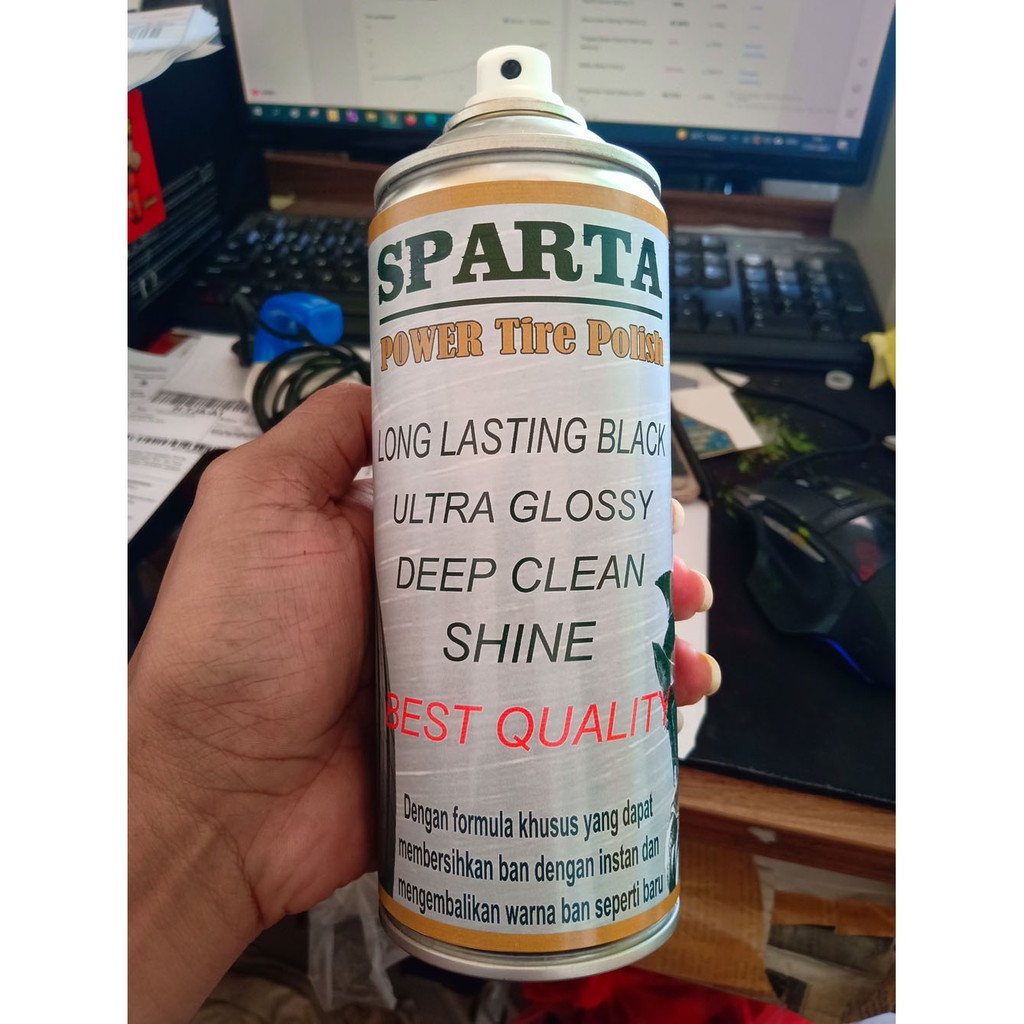 SPARTA
POWER Tire Polish
LONG LASTING BLACK
ULTRA GLOSSY
DEEP CLEAN
SHINE
BEST QUALITY
Dengan formula khusus yang dapat
membersihkan ban dengan instan dan
mengembalikan warna ban seperti baru